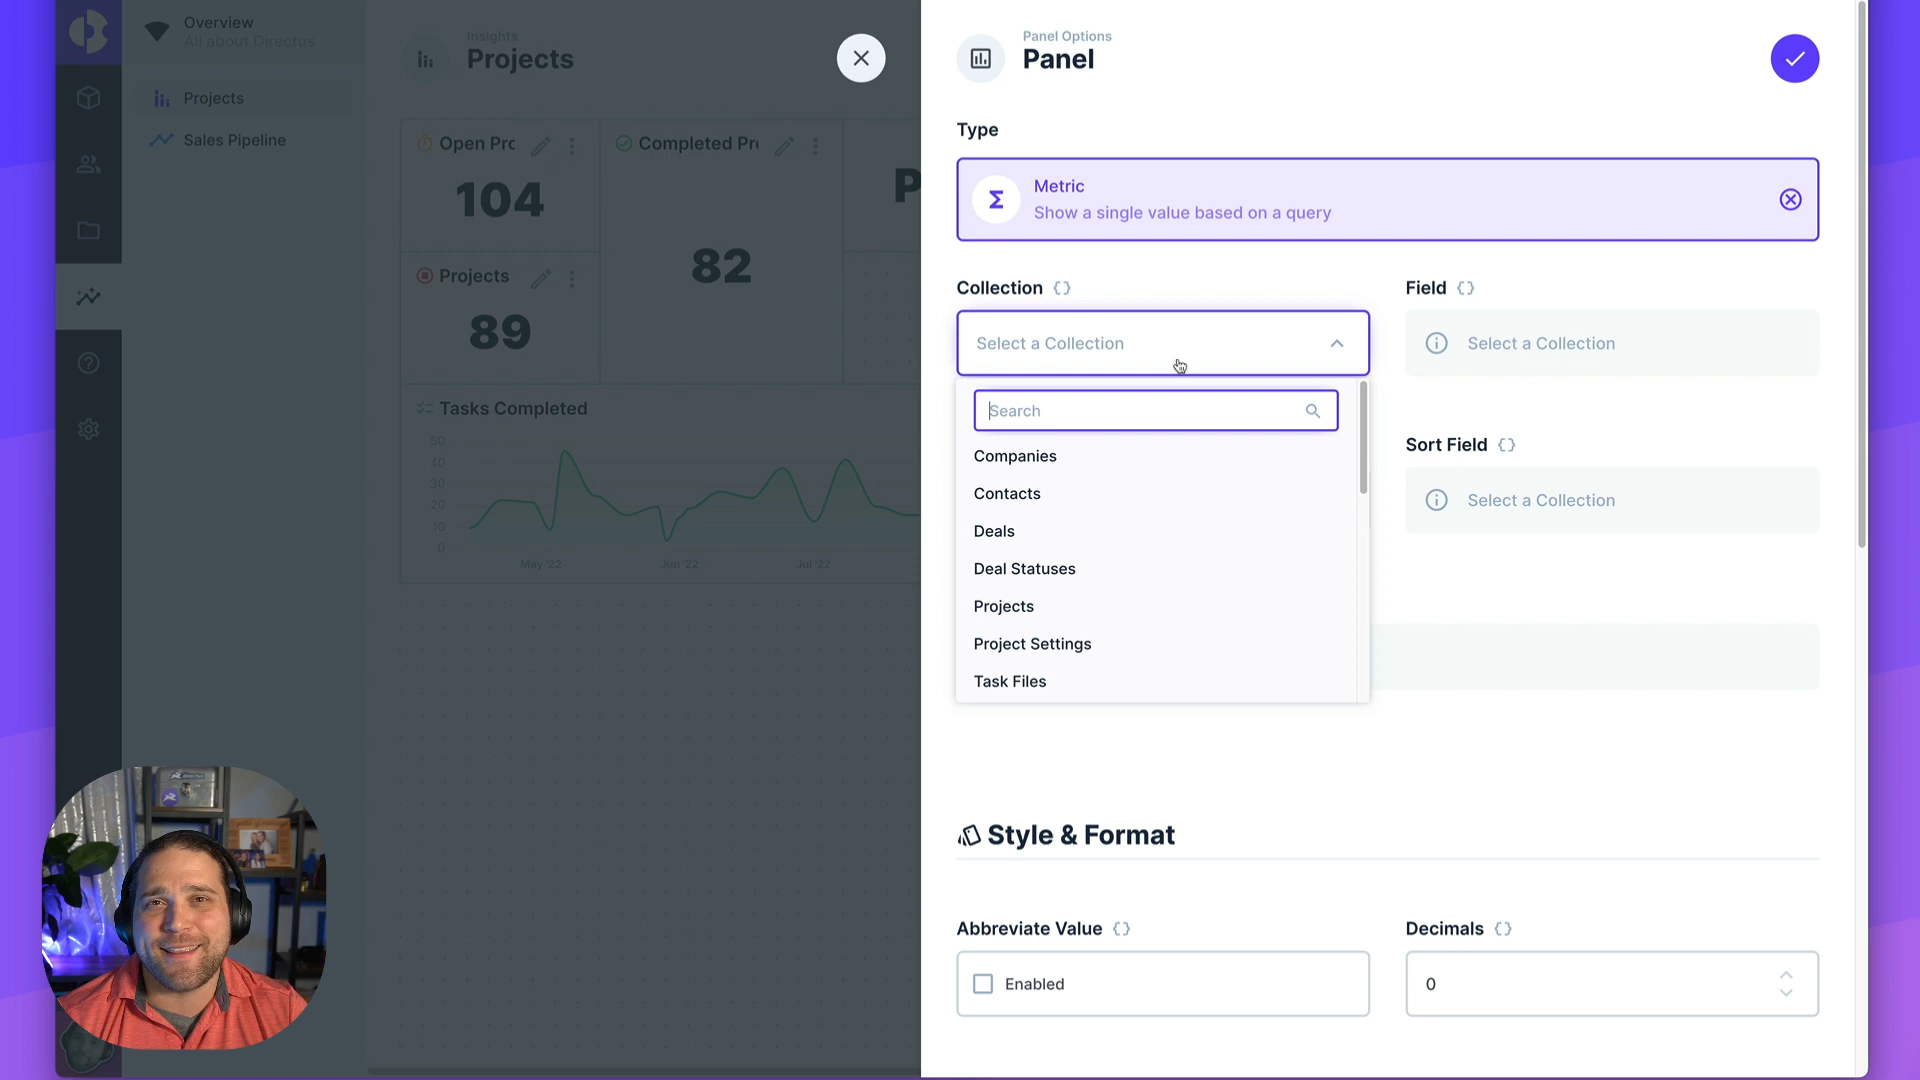 Overview
All about Directus
Projects
Sales Pipeline
Insights
Projects
Open Prc
104
Completed Pr
82
P
Projects
89
Tasks Completed
50
40
30
20
10
0
May '22
Jun '22
Jul '22
Panel Options
Panel
Type
Metric
Show a single value based on a query
Collection
Select a Collection
Search
Companies
Contacts
Deals
Deal Statuses
Projects
Project Settings
Task Files
Field
Select a Collection
Sort Field
Select a Collection
Style & Format
Abbreviate Value
Enabled
Decimals
0